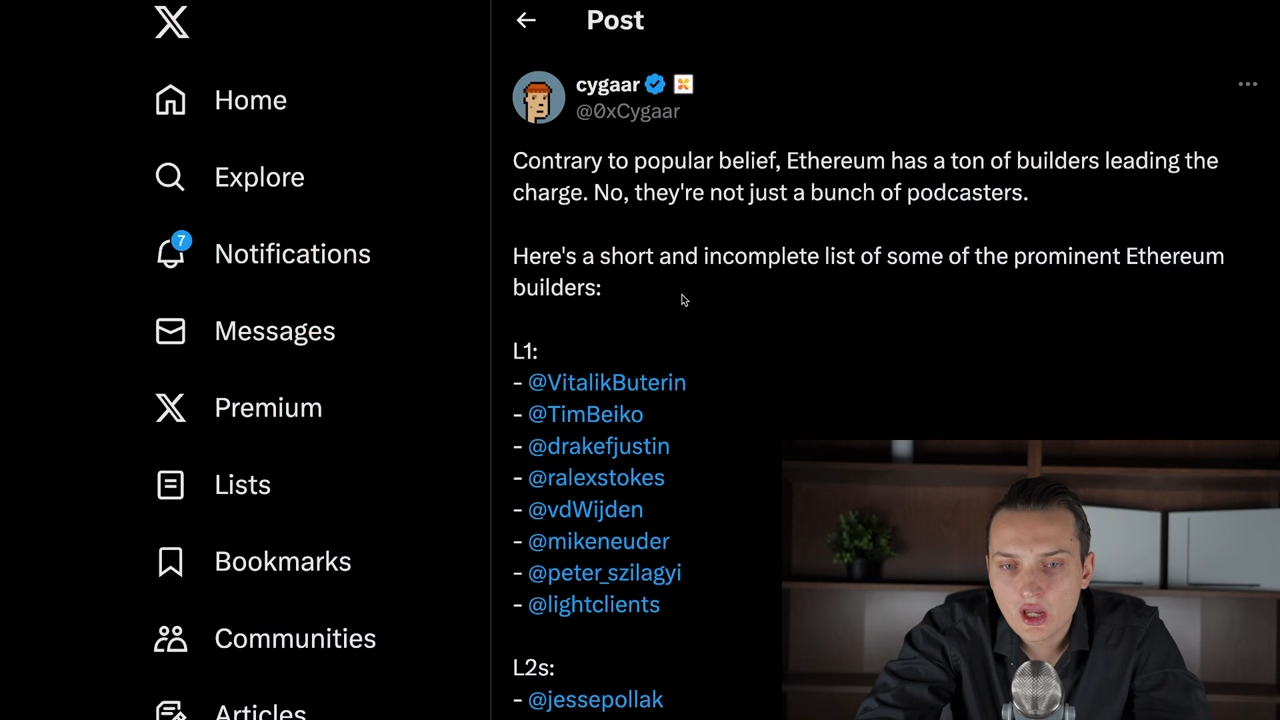 Post
cygaar
@0xCygaar
Contrary to popular belief, Ethereum has a ton of builders leading the
charge. No, they're not just a bunch of podcasters.
Here's a short and incomplete list of some of the prominent Ethereum
builders:
L1:
- @VitalikButerin
- @TimBeiko
- @drakefjustin
- @ralexstokes
- @vdWijden
- @mikeneuder
- @peter_szilagyi
- @lightclients
L2s:
- @jessepollak
Home
Explore
7
Notifications
Messages
Premium
Lists
Bookmarks
Communities
Articles